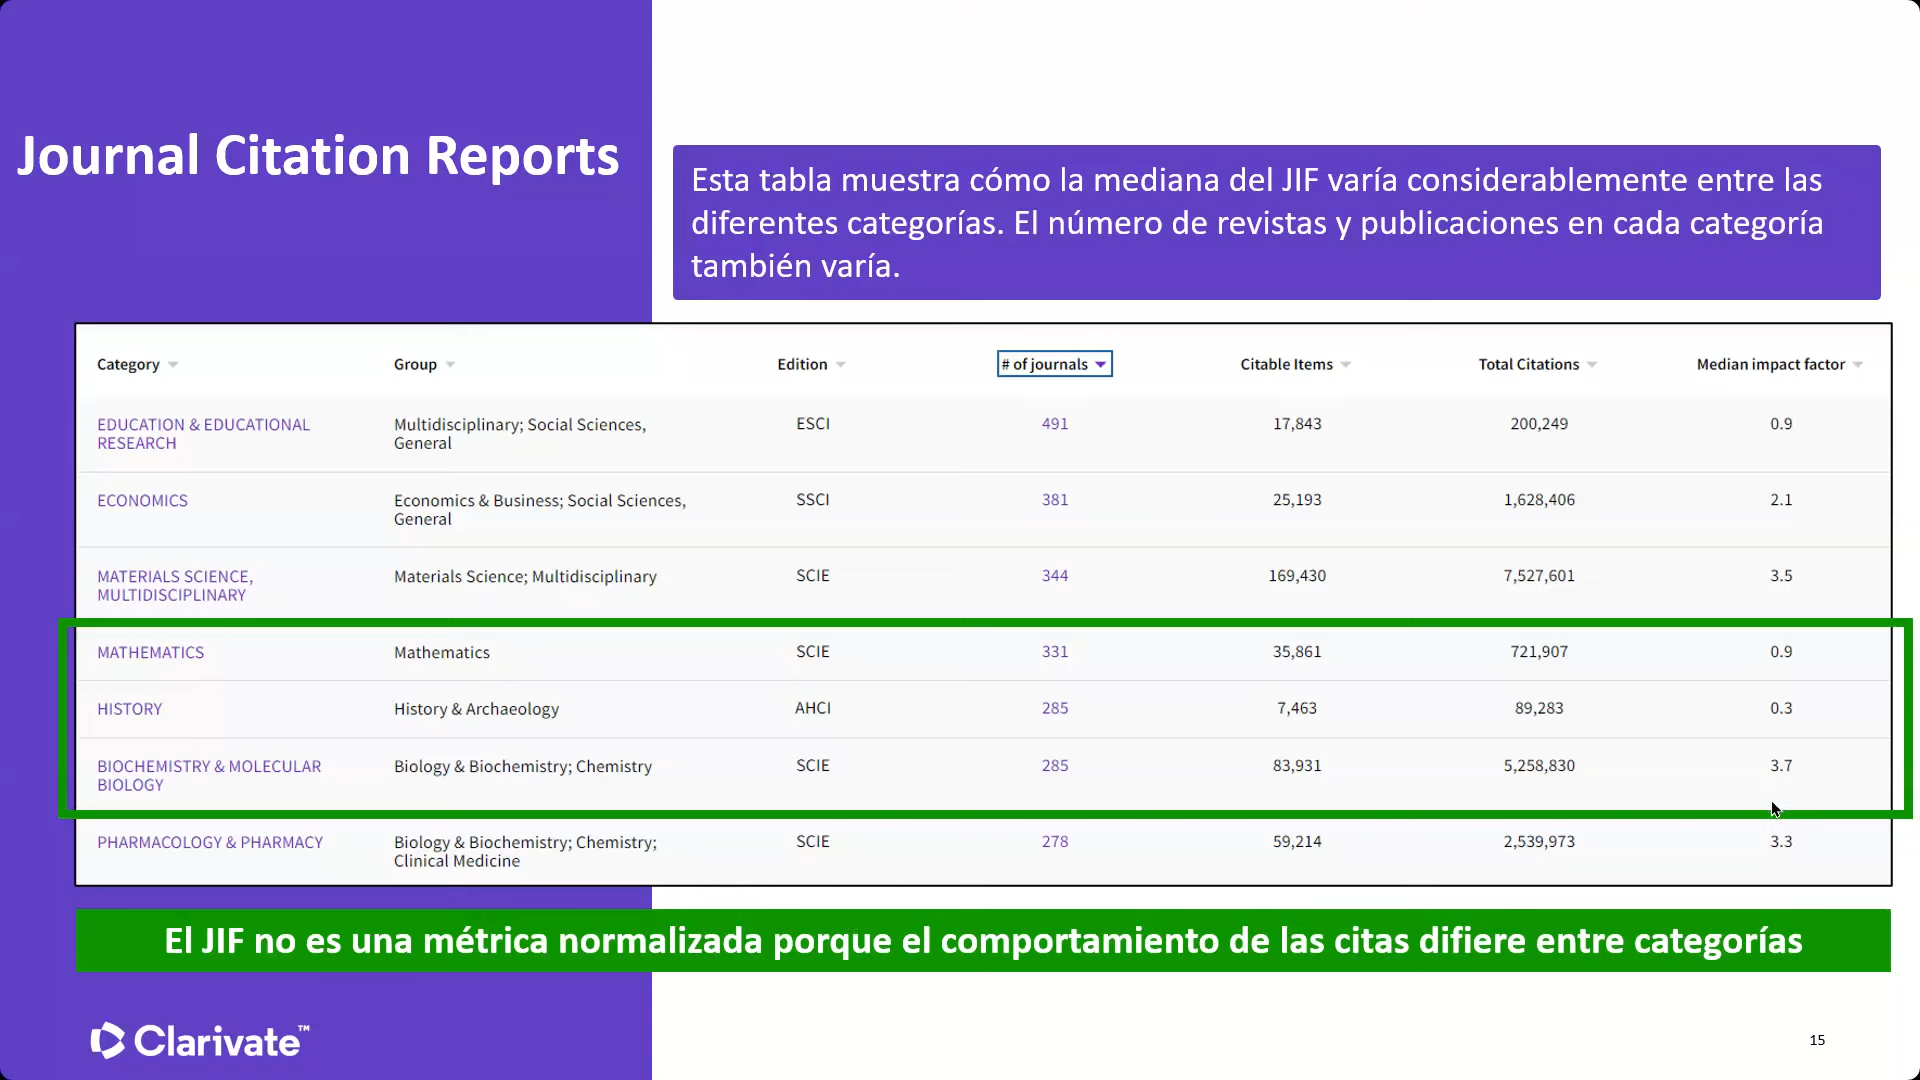 Journal Citation Reports
Esta tabla muestra cómo la mediana del JIF varía considerablemente entre las
diferentes categorías. El número de revistas y publicaciones en cada categoría
también varía.
Category Group Edition # of journals Citable Items Total Citations Median impact factor
EDUCATION & EDUCATIONAL Multidisciplinary; Social Sciences, ESCI 491 17,843 200,249 0.9
RESEARCH General
ECONOMICS Economics & Business; Social Sciences, SSCI 381 25,193 1,628,406 2.1
General
MATERIALS SCIENCE, Materials Science; Multidisciplinary SCIE 344 169,430 7,527,601 3.5
MULTIDISCIPLINARY
MATHEMATICS Mathematics SCIE 331 35,861 721,907 0.9
HISTORY History & Archaeology AHCI 285 7,463 89,283 0.3
BIOCHEMISTRY & MOLECULAR Biology & Biochemistry; Chemistry SCIE 285 83,931 5,258,830 3.7
BIOLOGY
PHARMACOLOGY & PHARMACY Biology & Biochemistry; Chemistry; SCIE 278 59,214 2,539,973 3.3
Clinical Medicine
El JIF no es una métrica normalizada porque el comportamiento de las citas difiere entre categorías
Clarivate™
15